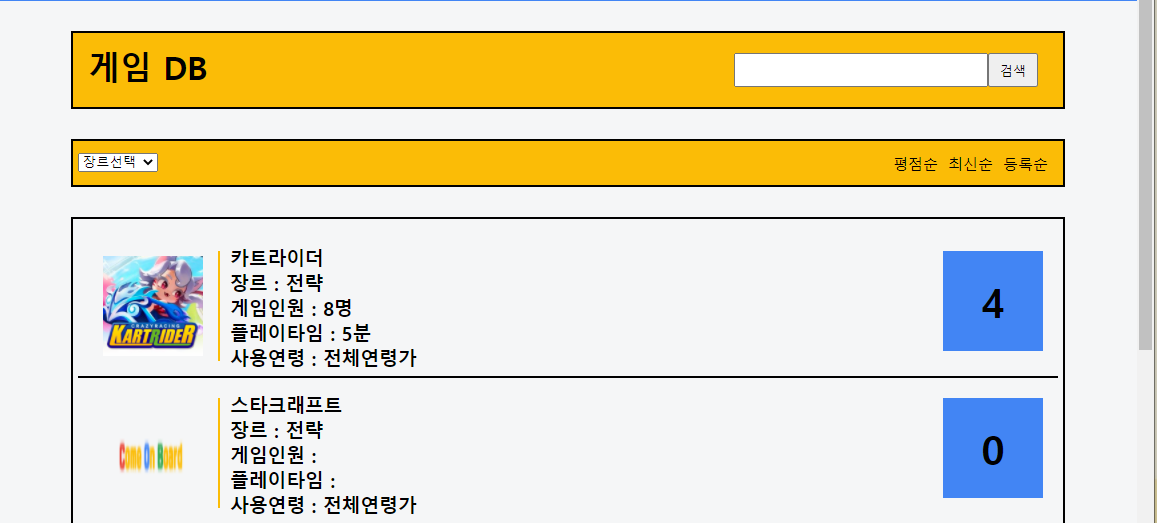 게임 DB
검색
장르선택
평점순 최신순 등록순
카트라이더
장르 : 전략
게임인원 : 8명
플레이타임 : 5분
사용연령 : 전체연령가
CRAZYRACING
KARTRIDER
4
스타크래프트
장르 : 전략
게임인원 :
플레이타임 :
사용연령 : 전체연령가
Come On Board
0